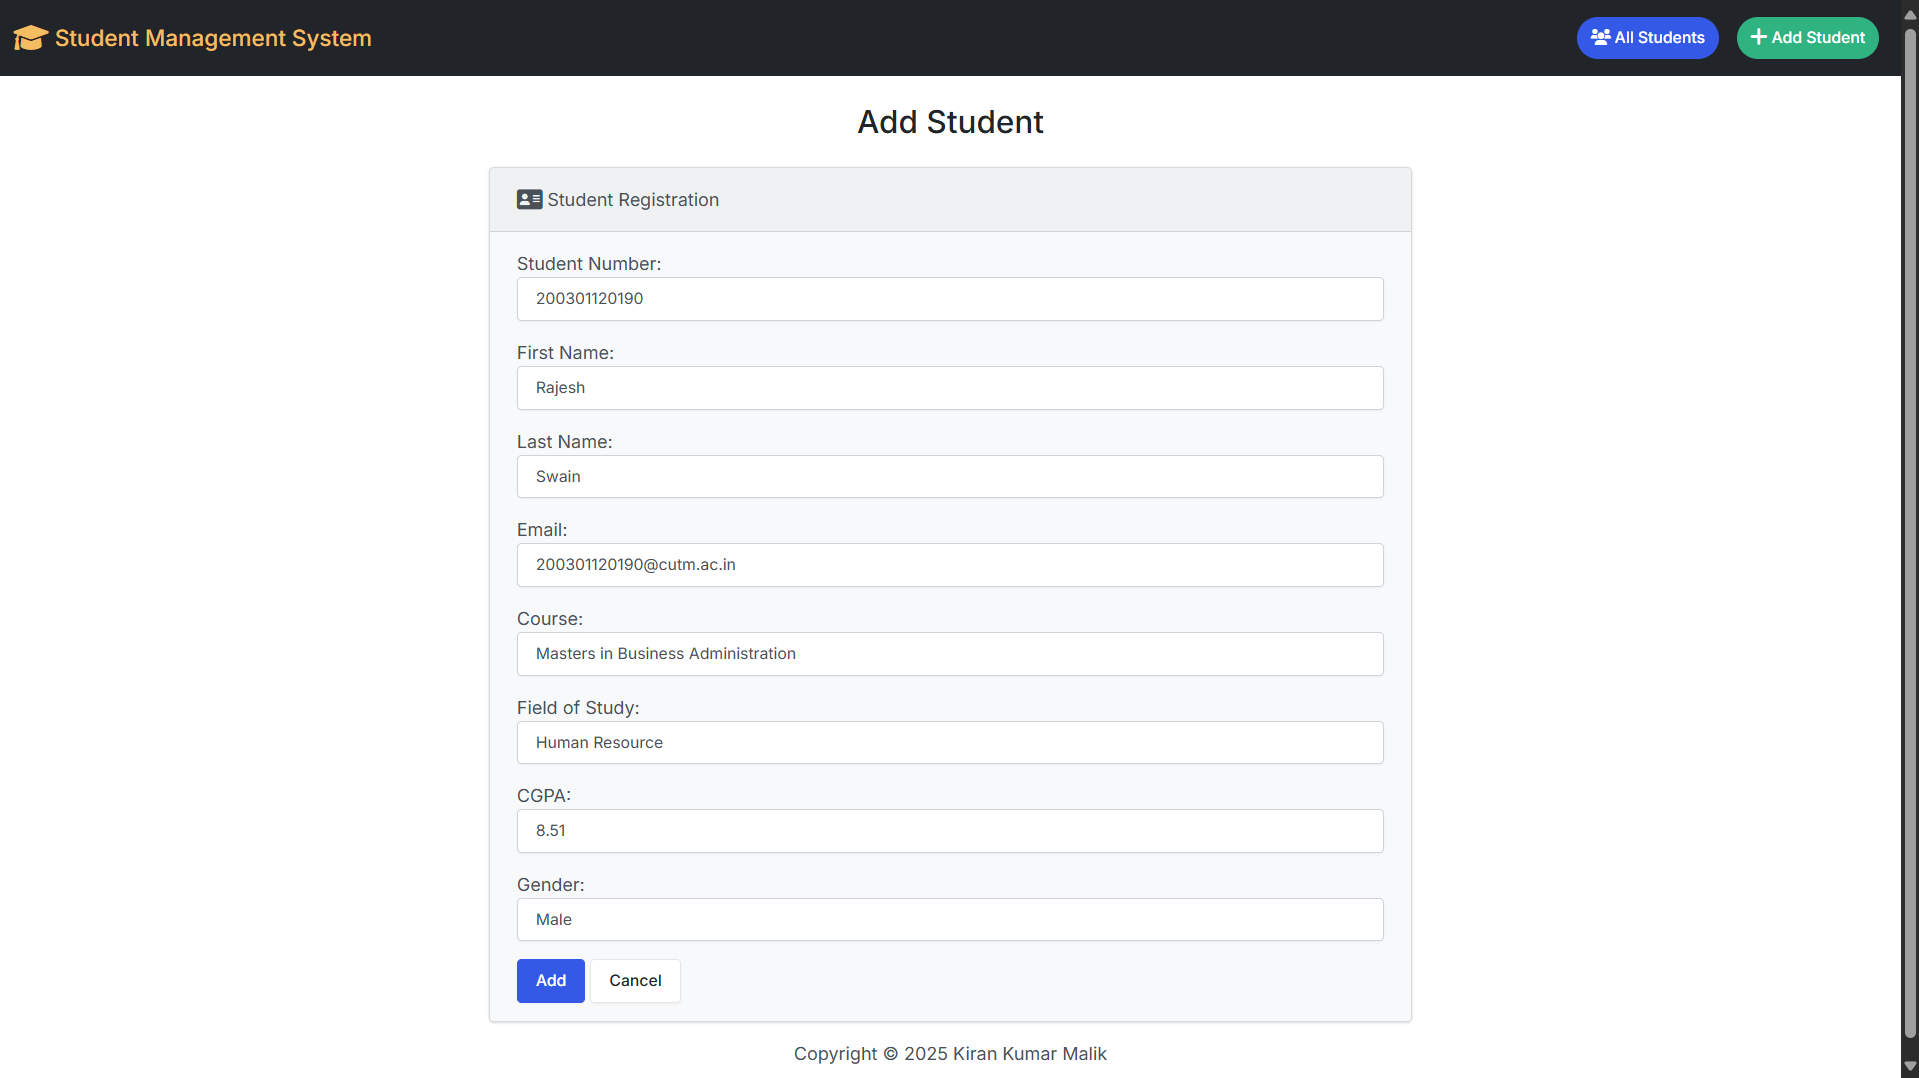 Student Management System
All Students
Add Student
Add Student
Student Registration
Student Number:
200301120190
First Name:
Rajesh
Last Name:
Swain
Email:
200301120190@cutm.ac.in
Course:
Masters in Business Administration
Field of Study:
Human Resource
CGPA:
8.51
Gender:
Male
Add
Cancel
Copyright © 2025 Kiran Kumar Malik